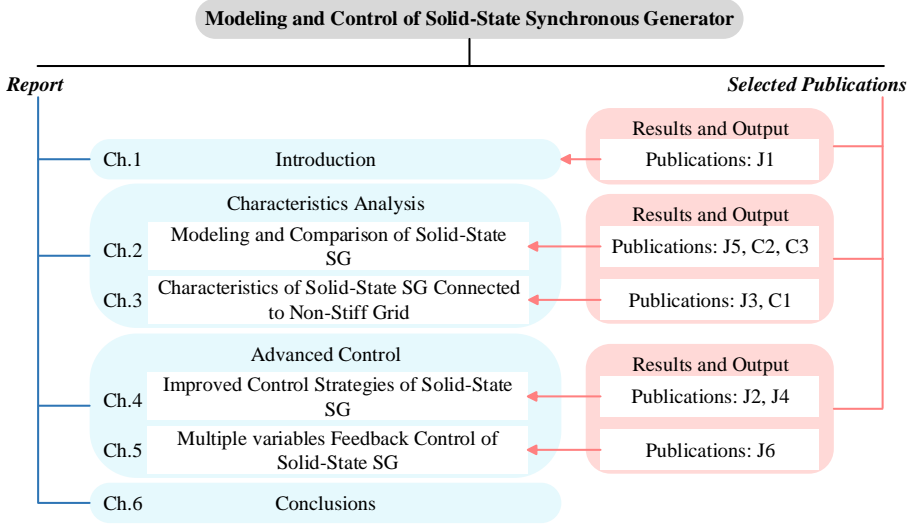 Modeling and Control of Solid-State Synchronous Generator
Report
Selected Publications
Results and Output
Ch.1 Introduction
Publications: J1
Characteristics Analysis
Results and Output
Ch.2
Modeling and Comparison of Solid-State
SG
Publications: J5, C2, C3
Ch.3
Characteristics of Solid-State SG Connected
to Non-Stiff Grid
Publications: J3, C1
Advanced Control
Results and Output
Ch.4
Improved Control Strategies of Solid-State
SG
Publications: J2, J4
Ch.5
Multiple variables Feedback Control of
Solid-State SG
Publications: J6
Ch.6 Conclusions